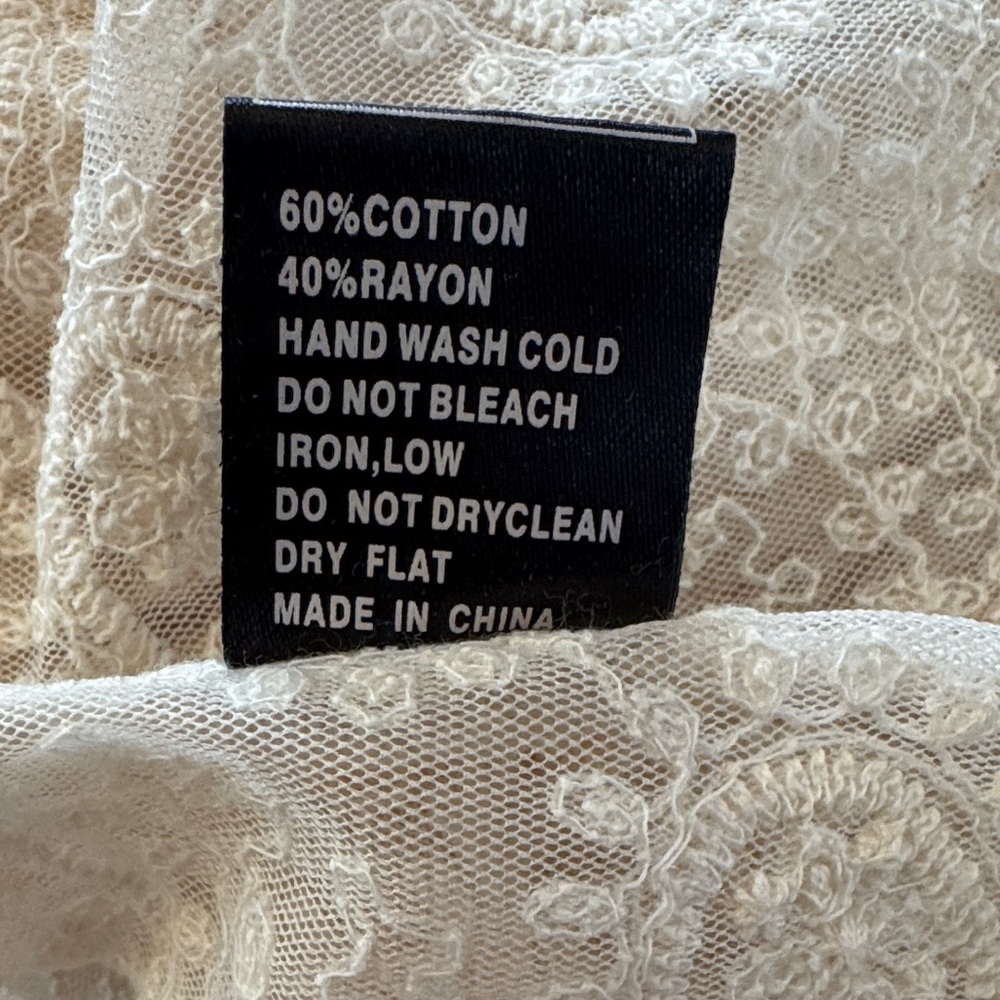 60%COTTON
40%RAYON
HAND WASH COLD
DO NOT BLEACH
IRON,LOW
DO NOT DRYCLEAN
DRY FLAT
MADE IN CHINA